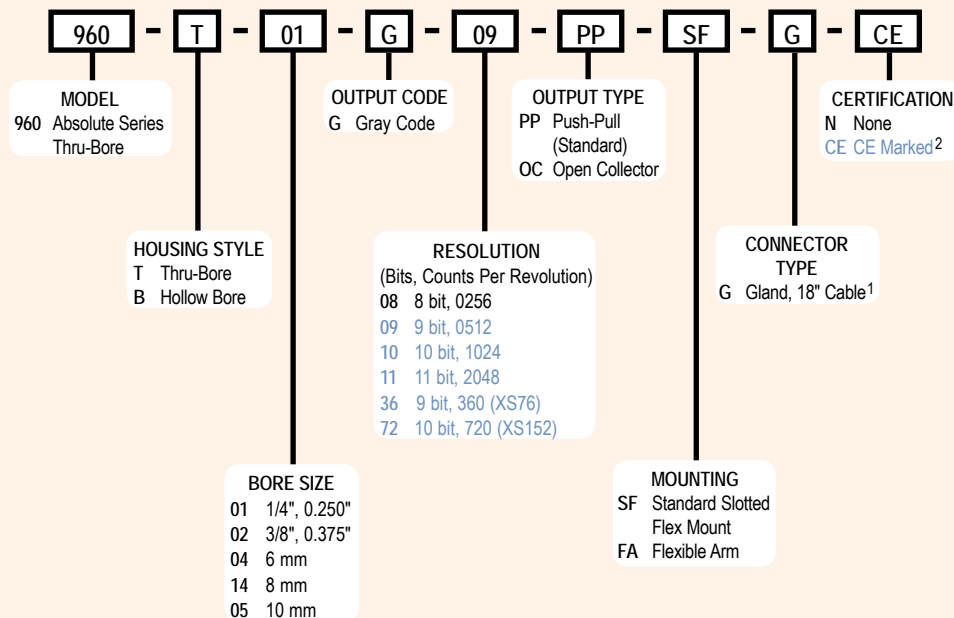 960 - T - 01 - G - 09 - PP - SF - G - CE
MODEL
960 Absolute Series
Thru-Bore
OUTPUT CODE
G Gray Code
OUTPUT TYPE
PP Push-Pull
(Standard)
OC Open Collector
CERTIFICATION
N None
CE CE Marked2
HOUSING STYLE
T Thru-Bore
B Hollow Bore
RESOLUTION
(Bits, Counts Per Revolution)
08 8 bit, 0256
09 9 bit, 0512
10 10 bit, 1024
11 11 bit, 2048
36 9 bit, 360 (XS76)
72 10 bit, 720 (XS152)
CONNECTOR
TYPE
G Gland, 18" Cable1
BORE SIZE
01 1/4", 0.250"
02 3/8", 0.375"
04 6 mm
14 8 mm
05 10 mm
MOUNTING
SF Standard Slotted
Flex Mount
FA Flexible Arm